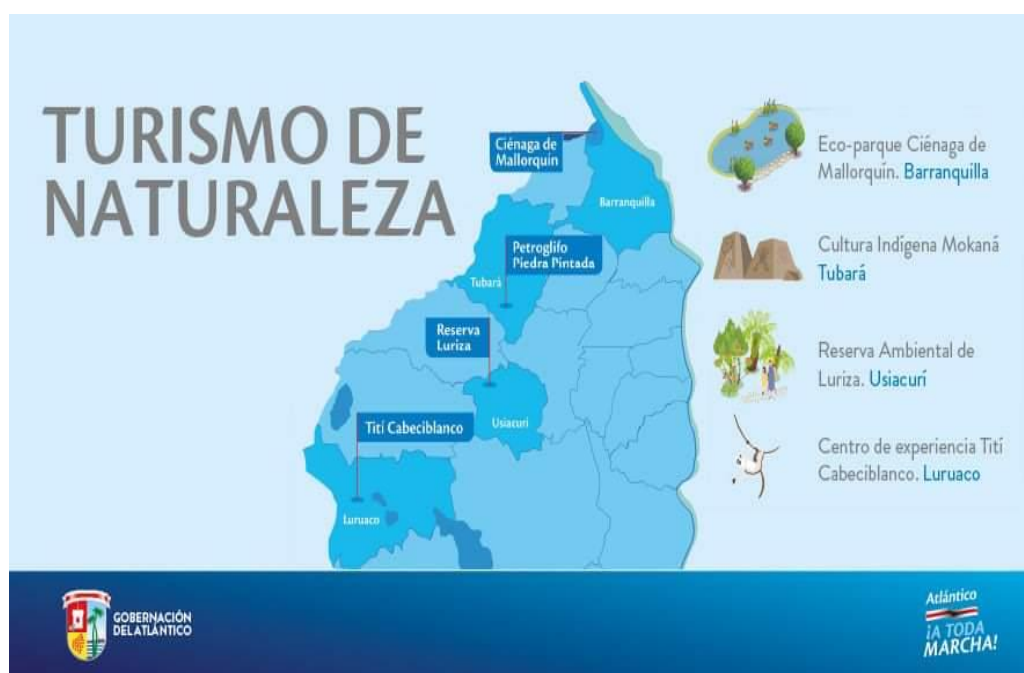 TURISMO DE
NATURALEZA
Ciénaga de
Mallorquín
Barranquilla
Petroglifo
Piedra Pintada
Tubará
Reserva
Luriza
Usiacurí
Tití Cabeciblanco
Luruaco
Eco-parque Ciénaga de
Mallorquín. Barranquilla
Cultura Indígena Mokaná
Tubará
Reserva Ambiental de
Luriza. Usiacurí
Centro de experiencia Tití
Cabeciblanco. Luruaco
GOBERNACIÓN
DEL ATLÁNTICO
Atlántico
¡A TODA
MARCHA!